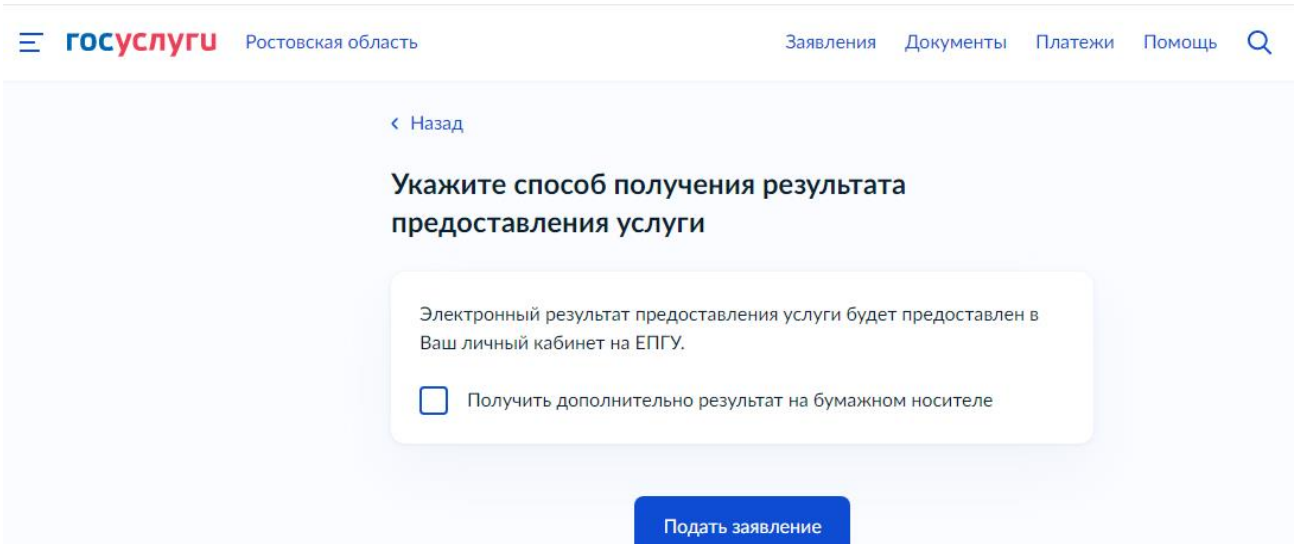 госуслуги Ростовская область Заявления Документы Платежи Помощь
Назад
Укажите способ получения результата
предоставления услуги
Электронный результат предоставления услуги будет предоставлен в
Ваш личный кабинет на ЕПГУ.
Получить дополнительно результат на бумажном носителе
Подать заявление